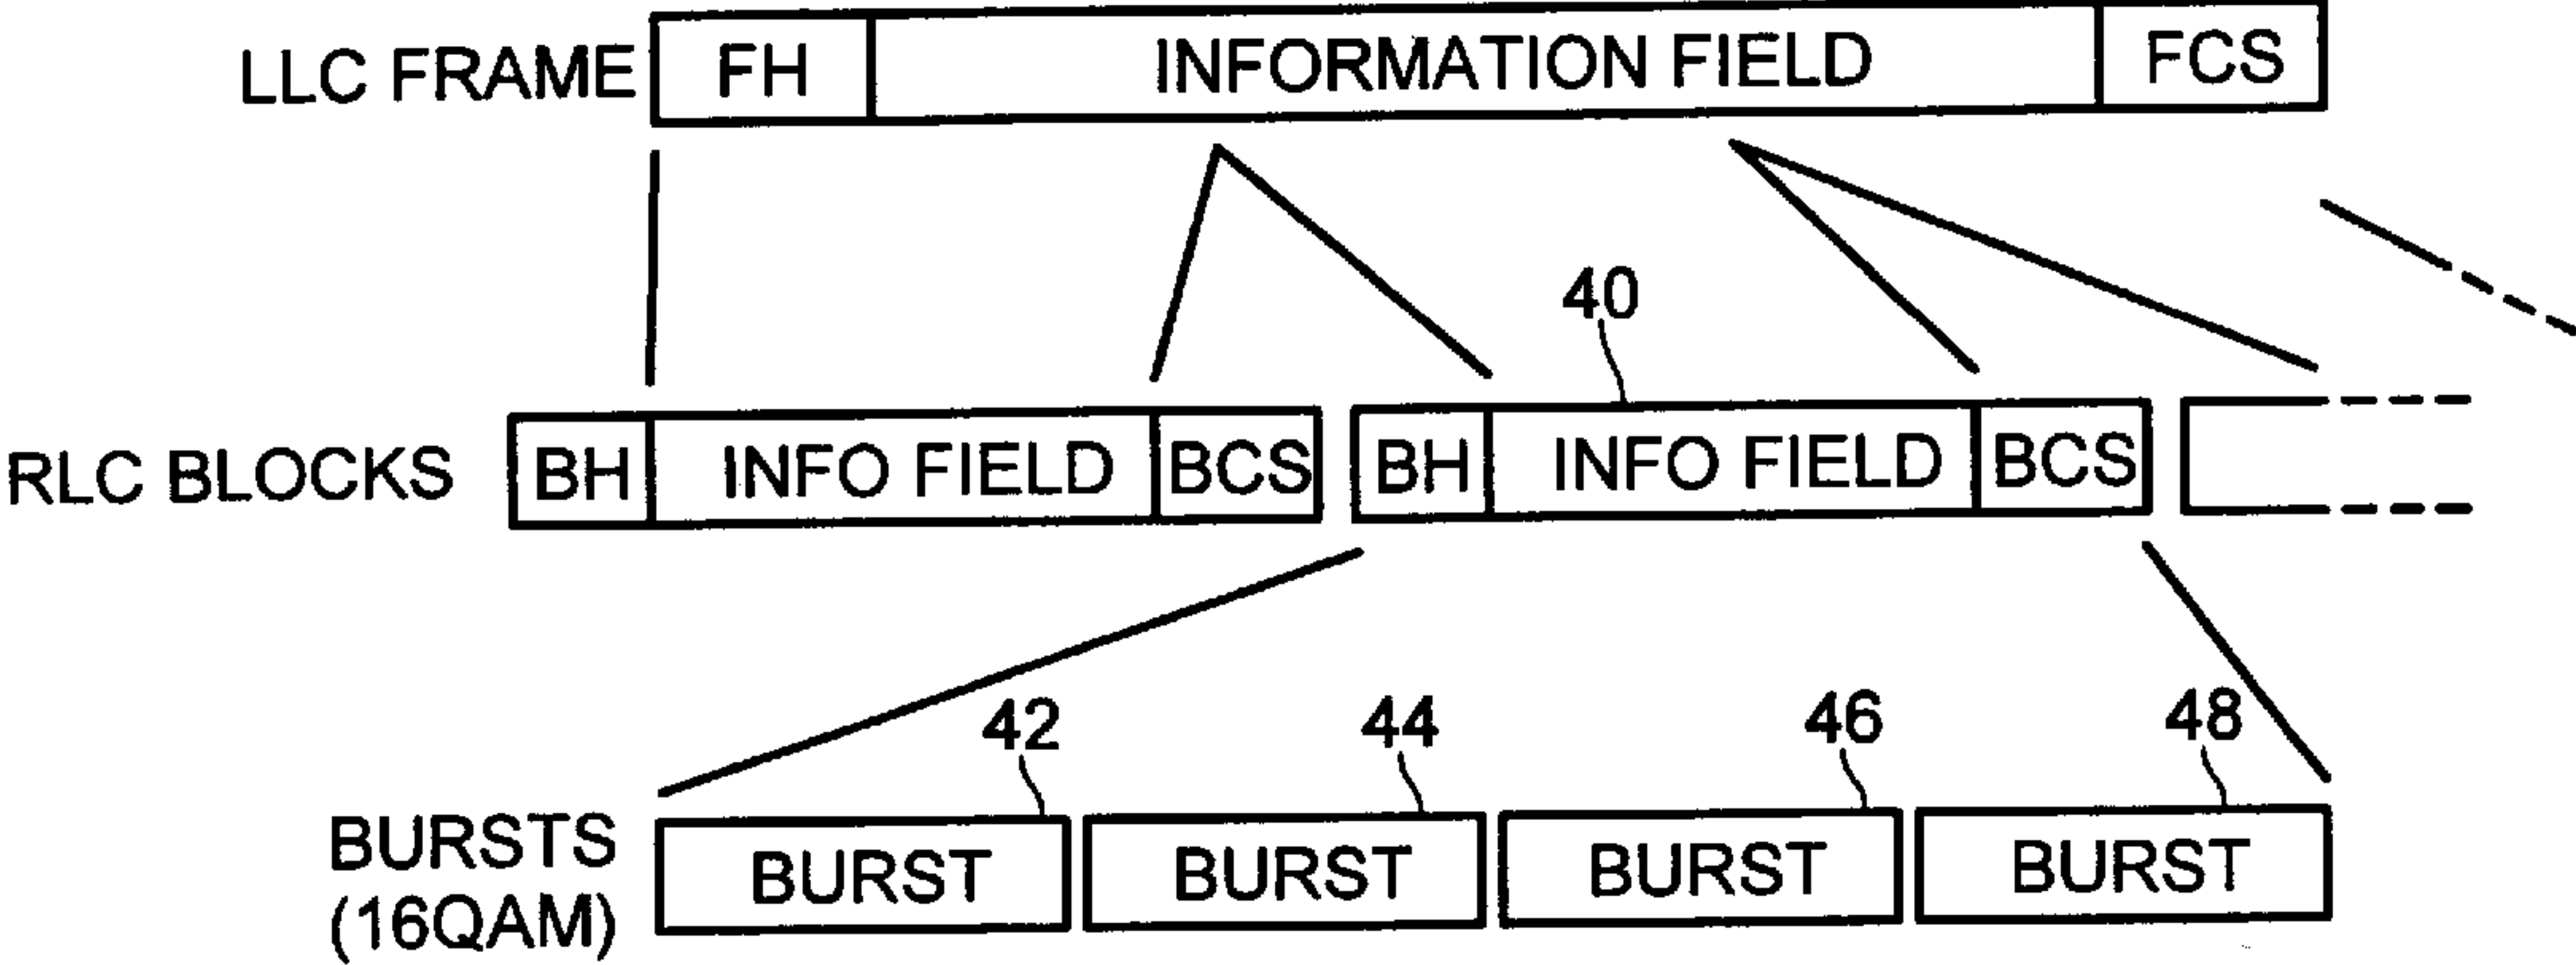 LLC FRAME FH INFORMATION FIELD FCS
40
RLC BLOCKS BH INFO FIELD BCS BH INFO FIELD BCS
42 44 46 48
BURSTS
(16QAM) BURST BURST BURST BURST